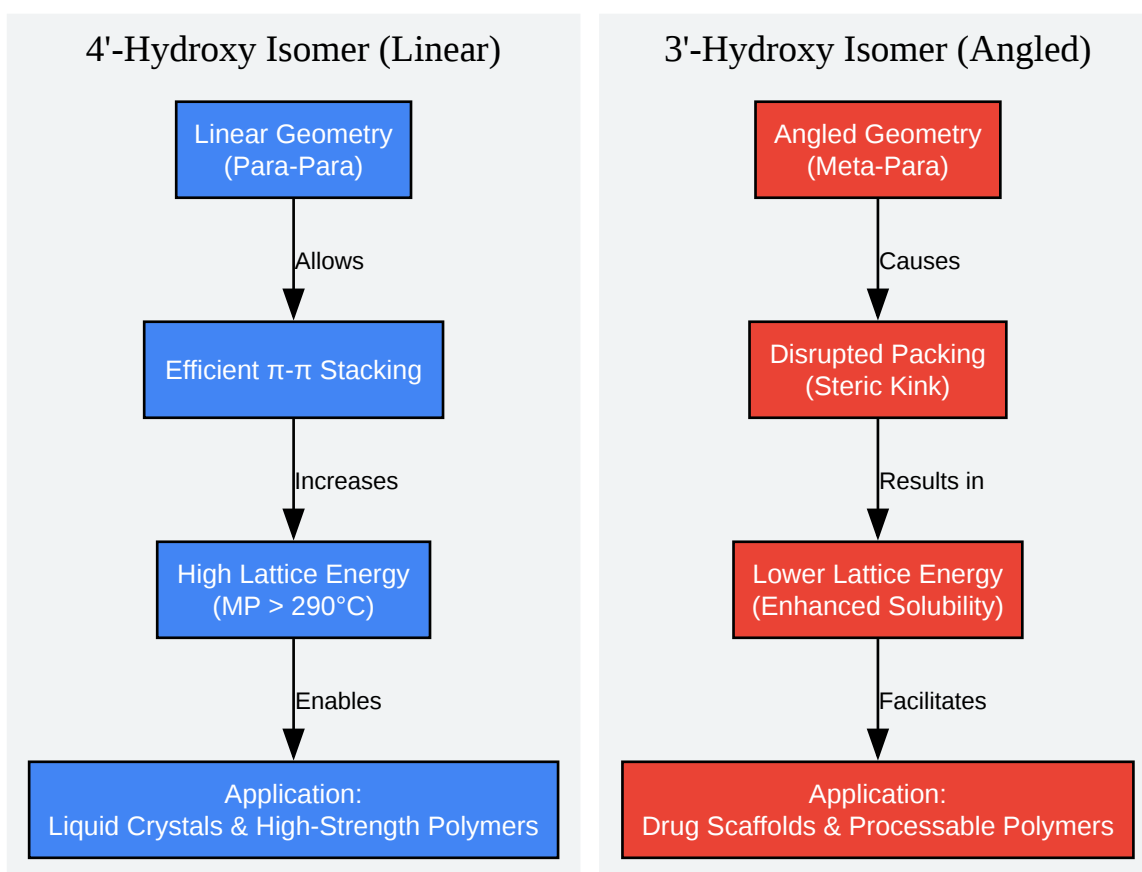 4'-Hydroxy Isomer (Linear)
Linear Geometry
(Para-Para)
Allows
Efficient π-π Stacking
Increases
High Lattice Energy
(MP > 290°C)
Enables
Application:
Liquid Crystals & High-Strength Polymers
3'-Hydroxy Isomer (Angled)
Angled Geometry
(Meta-Para)
Causes
Disrupted Packing
(Steric Kink)
Results in
Lower Lattice Energy
(Enhanced Solubility)
Facilitates
Application:
Drug Scaffolds & Processable Polymers